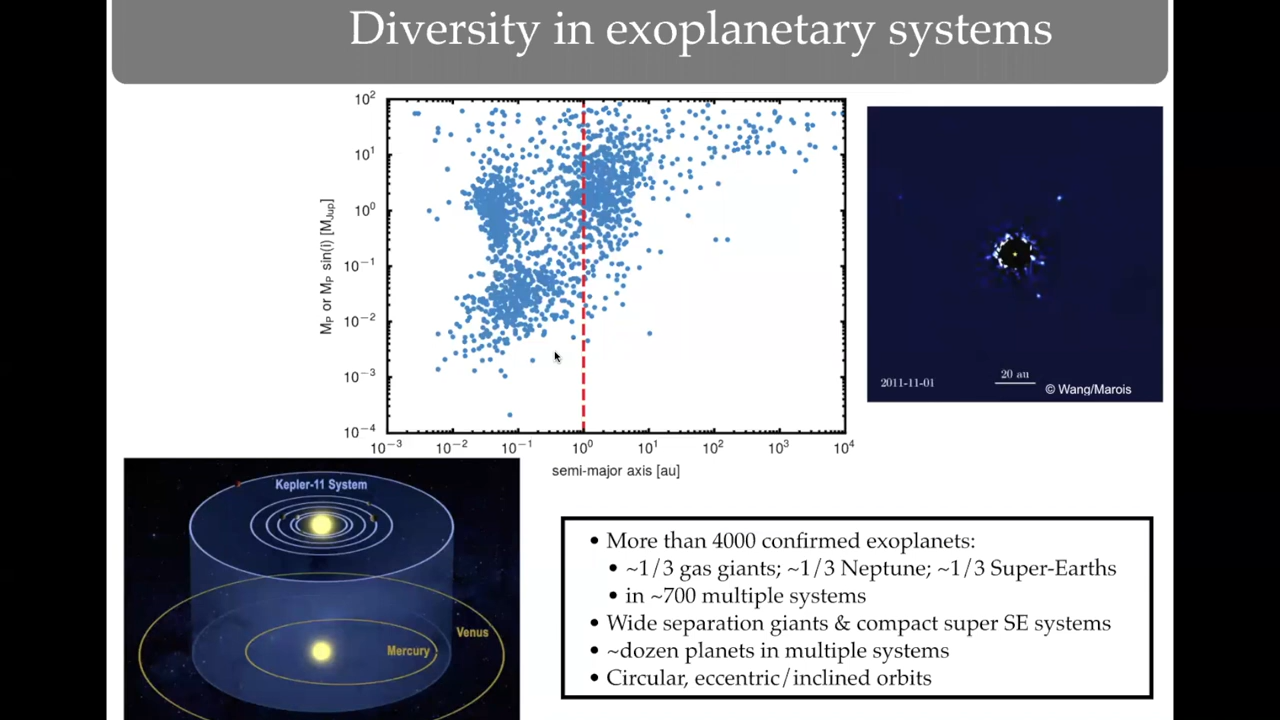 Diversity in exoplanetary systems
10²
10¹
10⁰
10⁻¹
10⁻²
10⁻³
10⁻⁴
M_P or M_P sin(i) [M_Jup]
10⁻³ 10⁻² 10⁻¹ 10⁰ 10¹ 10² 10³ 10⁴
semi-major axis [au]
2011-11-01
20 au
© Wang/Marois
Kepler-11 System
Venus
Mercury
• More than 4000 confirmed exoplanets:
• ~1/3 gas giants; ~1/3 Neptune; ~1/3 Super-Earths
• in ~700 multiple systems
• Wide separation giants & compact super SE systems
• ~dozen planets in multiple systems
• Circular, eccentric/inclined orbits